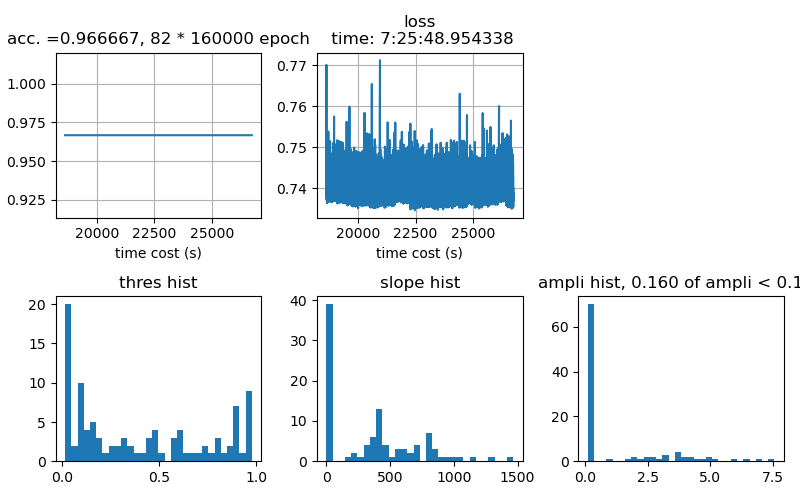 acc. =0.966667, 82 * 160000 epoch
loss
time: 7:25:48.954338
1.000
0.975
0.950
0.925
20000 22500 25000
time cost (s)
0.77
0.76
0.75
0.74
20000 22500 25000
time cost (s)
thres hist
20
15
10
5
0
0.0 0.5 1.0
slope hist
40
30
20
10
0
0 500 1000 1500
ampli hist, 0.160 of ampli < 0.1
60
40
20
0
0.0 2.5 5.0 7.5